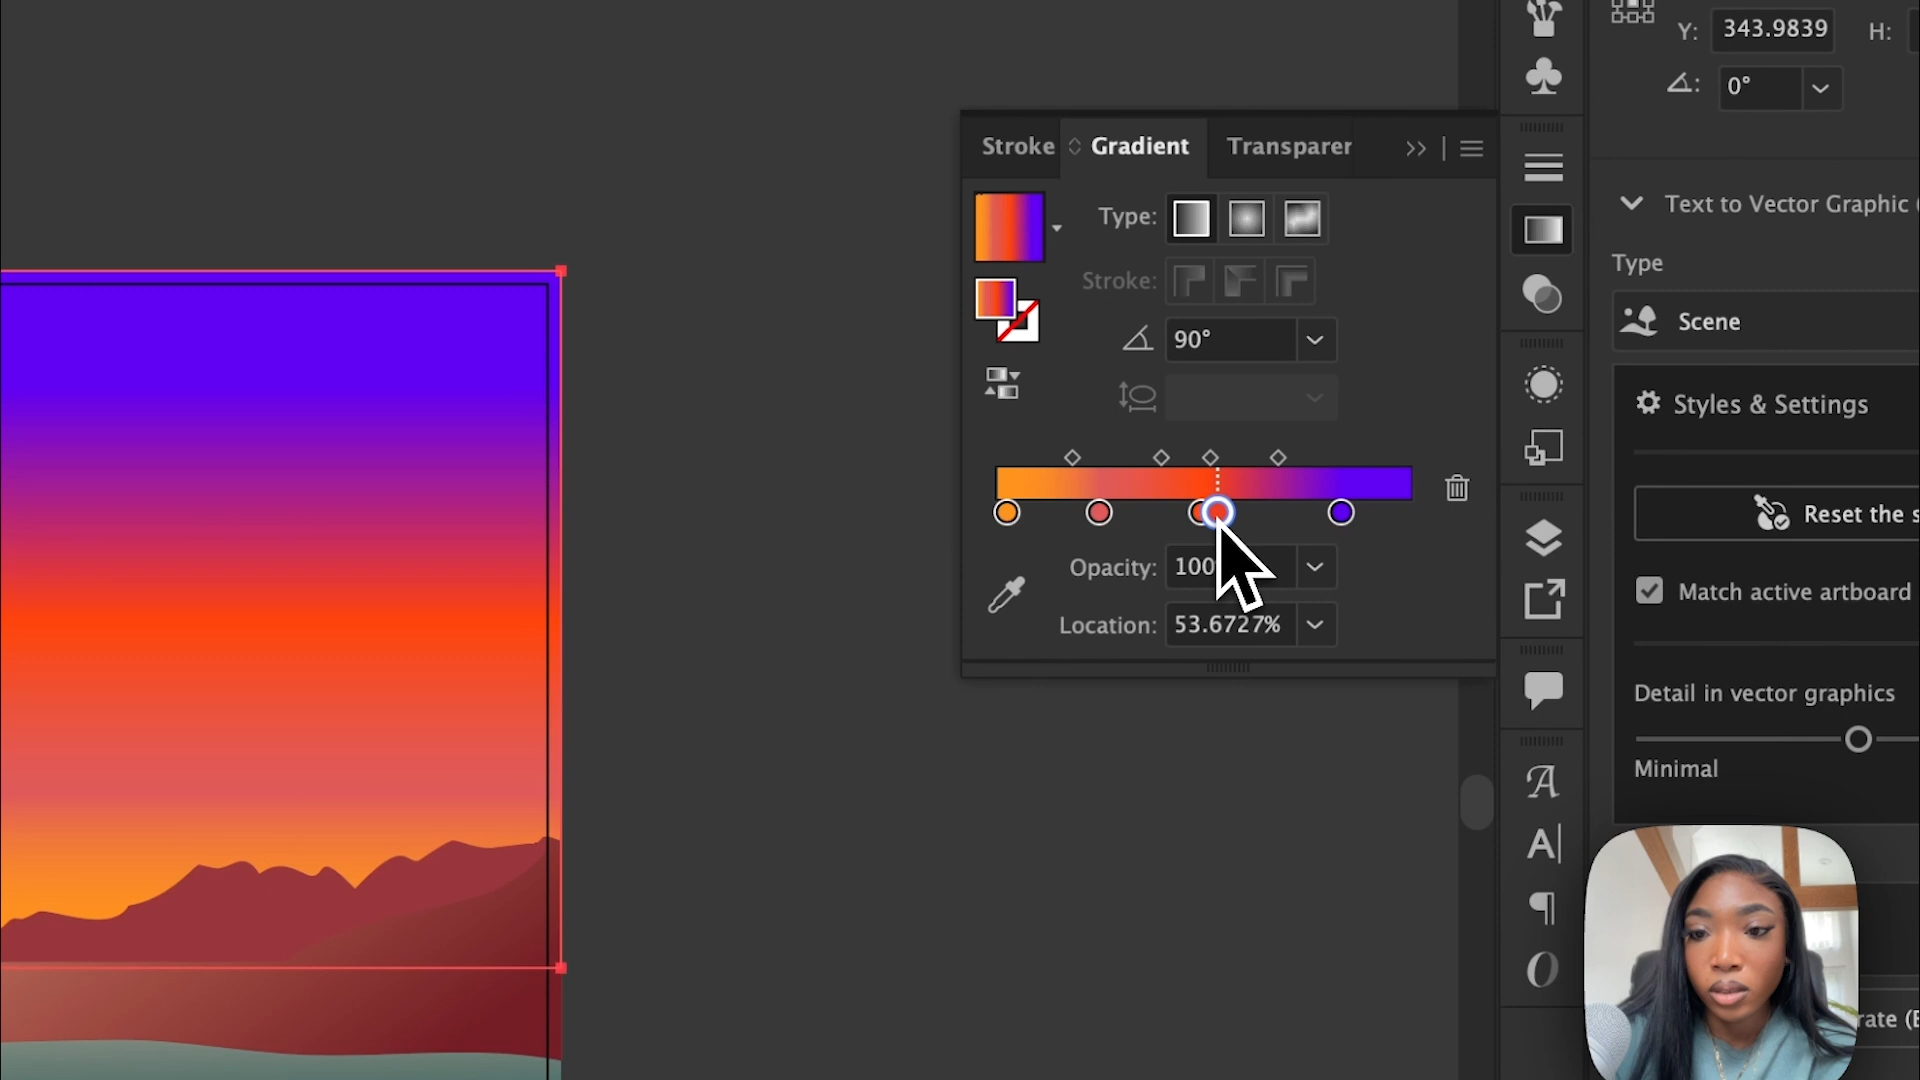 Y: 343.9839 H:
0°
Stroke Gradient Transparer
Type:
Stroke:
90°
Opacity: 100
Location: 53.6727%
Text to Vector Graphic (
Type
Scene
Styles & Settings
Reset the s
Match active artboard
Detail in vector graphics
Minimal
rate (B